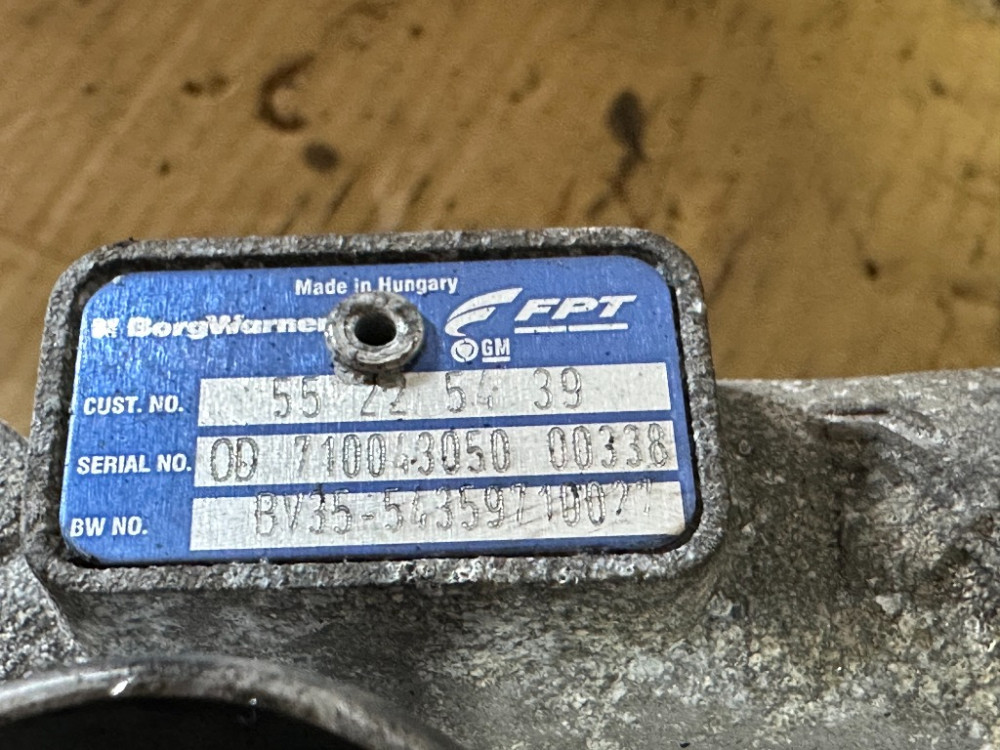 Made in Hungary
BorgWarner
FPT
GM
CUST. NO. 55 22 54 39
SERIAL NO. OD 710043050 00338
BW NO. BV35-54359710027